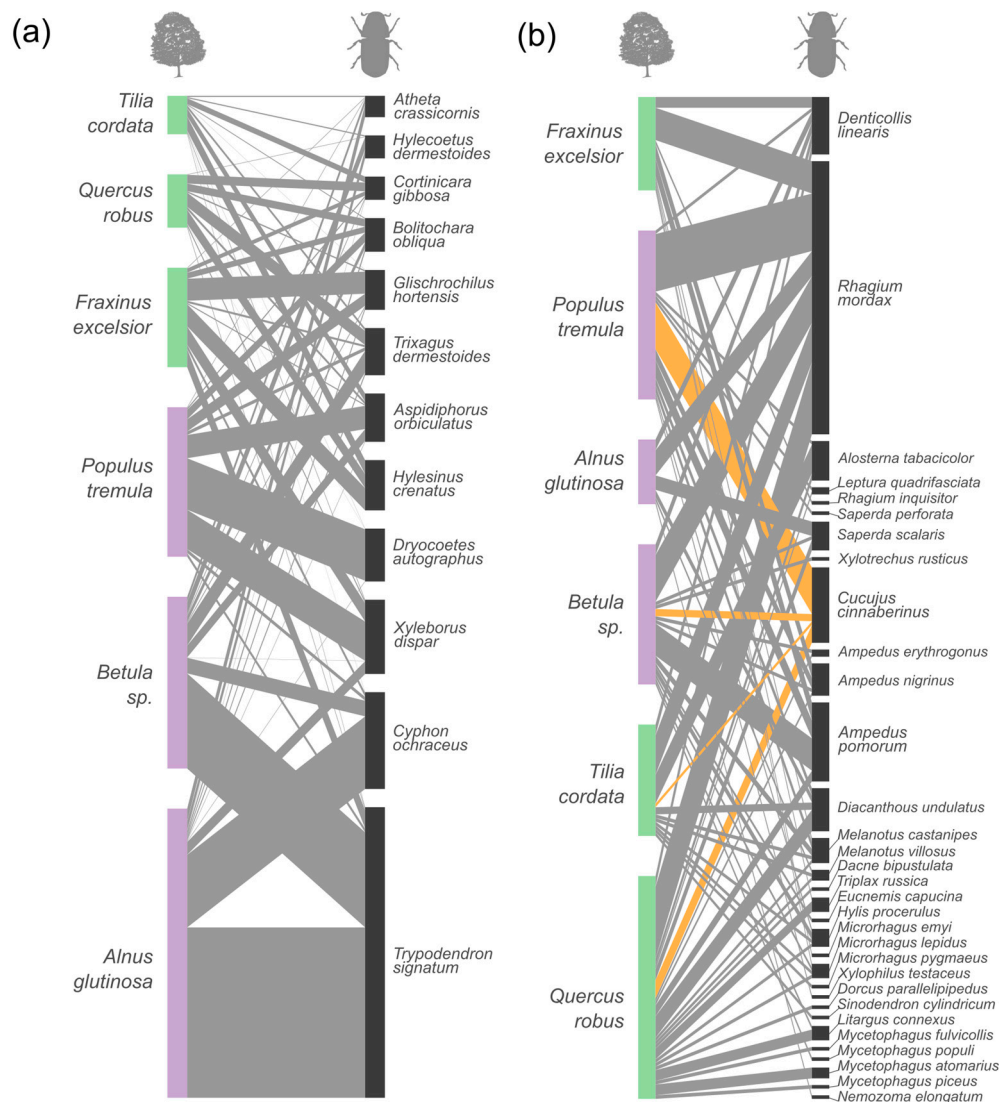 (a)
Tilia
cordata
Quercus
robus
Fraxinus
excelsior
Populus
tremula
Betula
sp.
Alnus
glutinosa
Atheta
crassicornis
Hylecoetus
dermestoides
Cortinicara
gibbosa
Bolitochara
obliqua
Glischrochilus
hortensis
Trixagus
dermestoides
Aspidiphorus
orbiculatus
Hylesinus
crenatus
Dryocoetes
autographus
Xyleborus
dispar
Cyphon
ochraceus
Trypodendron
signatum
(b)
Fraxinus
excelsior
Populus
tremula
Alnus
glutinosa
Betula
sp.
Tilia
cordata
Quercus
robus
Denticollis
linearis
Rhagium
mordax
Alosterna tabacicolor
Leptura quadrifasciata
Rhagium inquisitor
Saperda perforata
Saperda scalaris
Xylotrechus rusticus
Cucujus
cinnaberinus
Ampedus erythrogonus
Ampedus nigrinus
Ampedus
pomorum
Diacanthous undulatus
Melanotus castanipes
Melanotus villosus
Dacne bipustulata
Triplax russica
Eucnemis capucina
Hylis procerulus
Microrhagus emyi
Microrhagus lepidus
Microrhagus pygmaeus
Xylophilus testaceus
Dorcus parallelipipedus
Sinodendron cylindricum
Litargus connexus
Mycetophagus fulvicollis
Mycetophagus populi
Mycetophagus atomarius
Mycetophagus piceus
Nemozoma elongatum